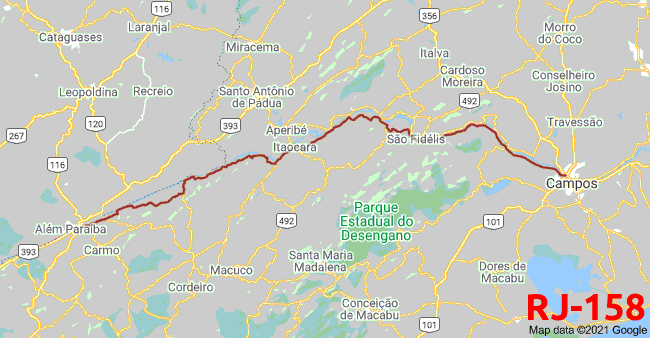 Laranjal
393
356
Cataguases
Miracema
Italva
Morro
do Coco
116
Leopoldina
Recreio
Santo Antônio
de Pádua
Cardoso
Moreira
Conselheiro
Josino
492
120
393
Aperibé
Travessão
267
Itaocara
São Fidélis
116
Campos
Parque
Estadual do
Desengano
Além Paraíba
492
101
393
Carmo
Macuco
Santa Maria
Madalena
Dores de
Macabu
Cordeiro
Conceição
de Macabu
101
RJ-158
Map data ©2021 Google